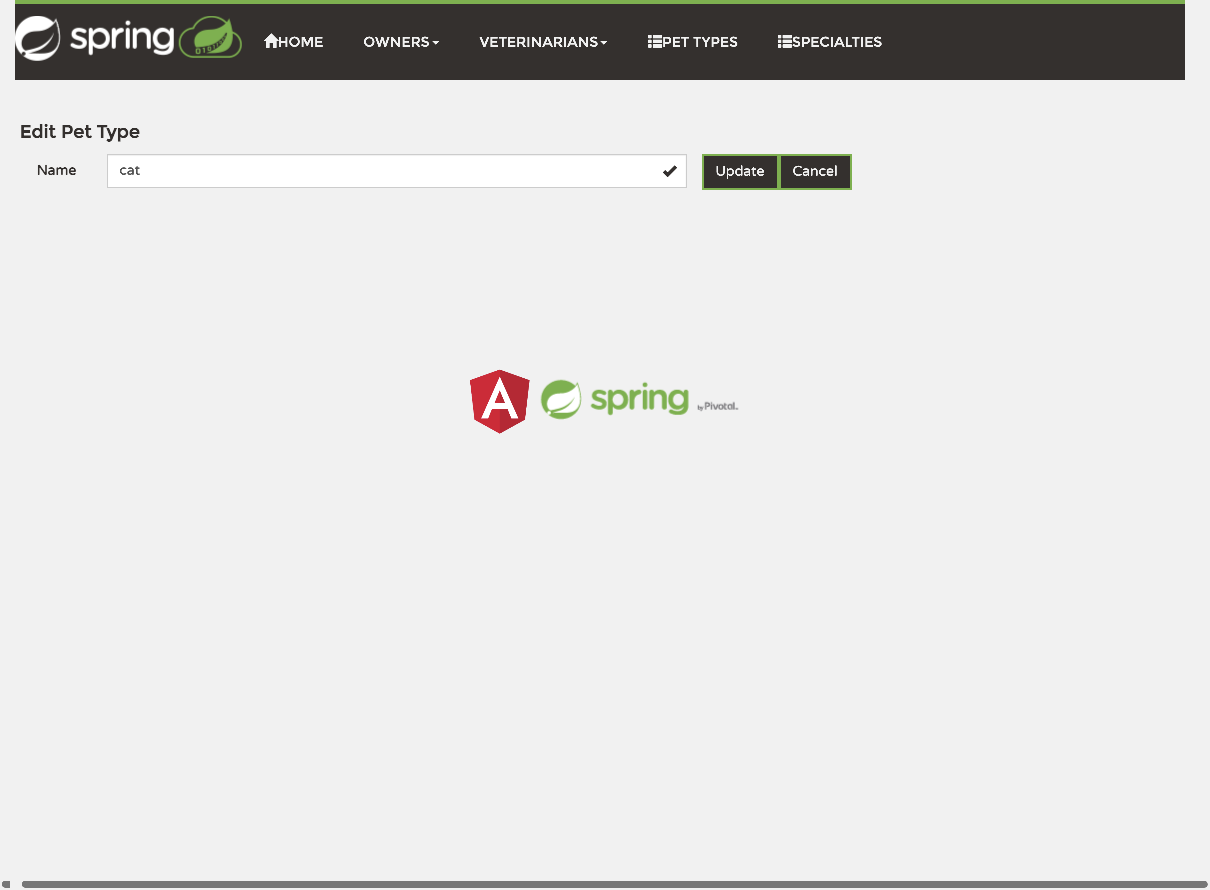 spring HOME OWNERS VETERINARIANS PET TYPES SPECIALTIES
Edit Pet Type
Name cat Update Cancel
A spring by Pivotal.